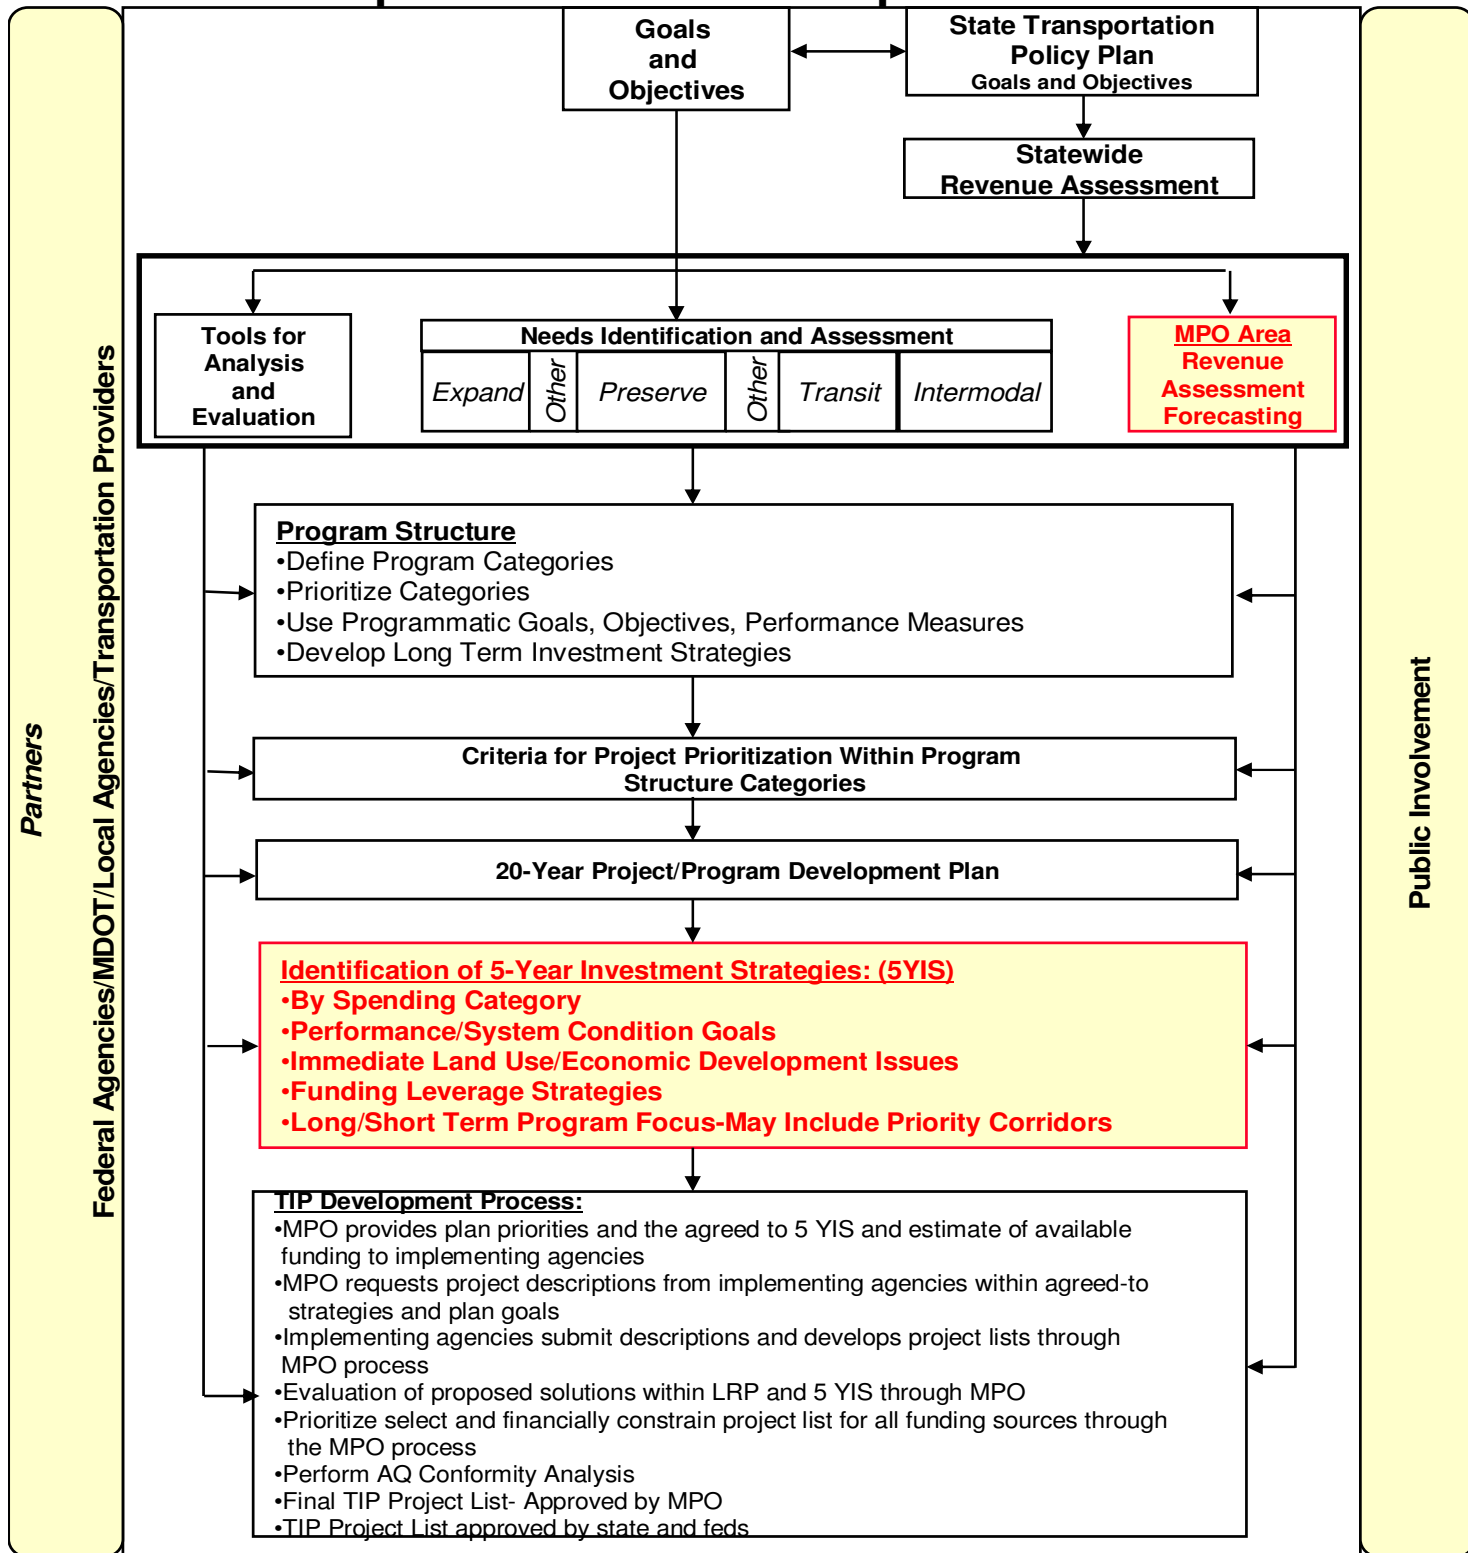 Goals
and
Objectives
State Transportation
Policy Plan
Goals and Objectives
Statewide
Revenue Assessment
Tools for
Analysis
and
Evaluation
Needs Identification and Assessment
Expand
Other
Preserve
Other
Transit
Intermodal
MPO Area
Revenue
Assessment
Forecasting
Partners
Federal Agencies/MDOT/Local Agencies/Transportation Providers
Public Involvement
Program Structure
•Define Program Categories
•Prioritize Categories
•Use Programmatic Goals, Objectives, Performance Measures
•Develop Long Term Investment Strategies
Criteria for Project Prioritization Within Program
Structure Categories
20-Year Project/Program Development Plan
Identification of 5-Year Investment Strategies: (5YIS)
•By Spending Category
•Performance/System Condition Goals
•Immediate Land Use/Economic Development Issues
•Funding Leverage Strategies
•Long/Short Term Program Focus-May Include Priority Corridors
TIP Development Process:
•MPO provides plan priorities and the agreed to 5 YIS and estimate of available
funding to implementing agencies
•MPO requests project descriptions from implementing agencies within agreed-to
strategies and plan goals
•Implementing agencies submit descriptions and develops project lists through
MPO process
•Evaluation of proposed solutions within LRP and 5 YIS through MPO
•Prioritize select and financially constrain project list for all funding sources through
the MPO process
•Perform AQ Conformity Analysis
•Final TIP Project List- Approved by MPO
•TIP Project List approved by state and feds